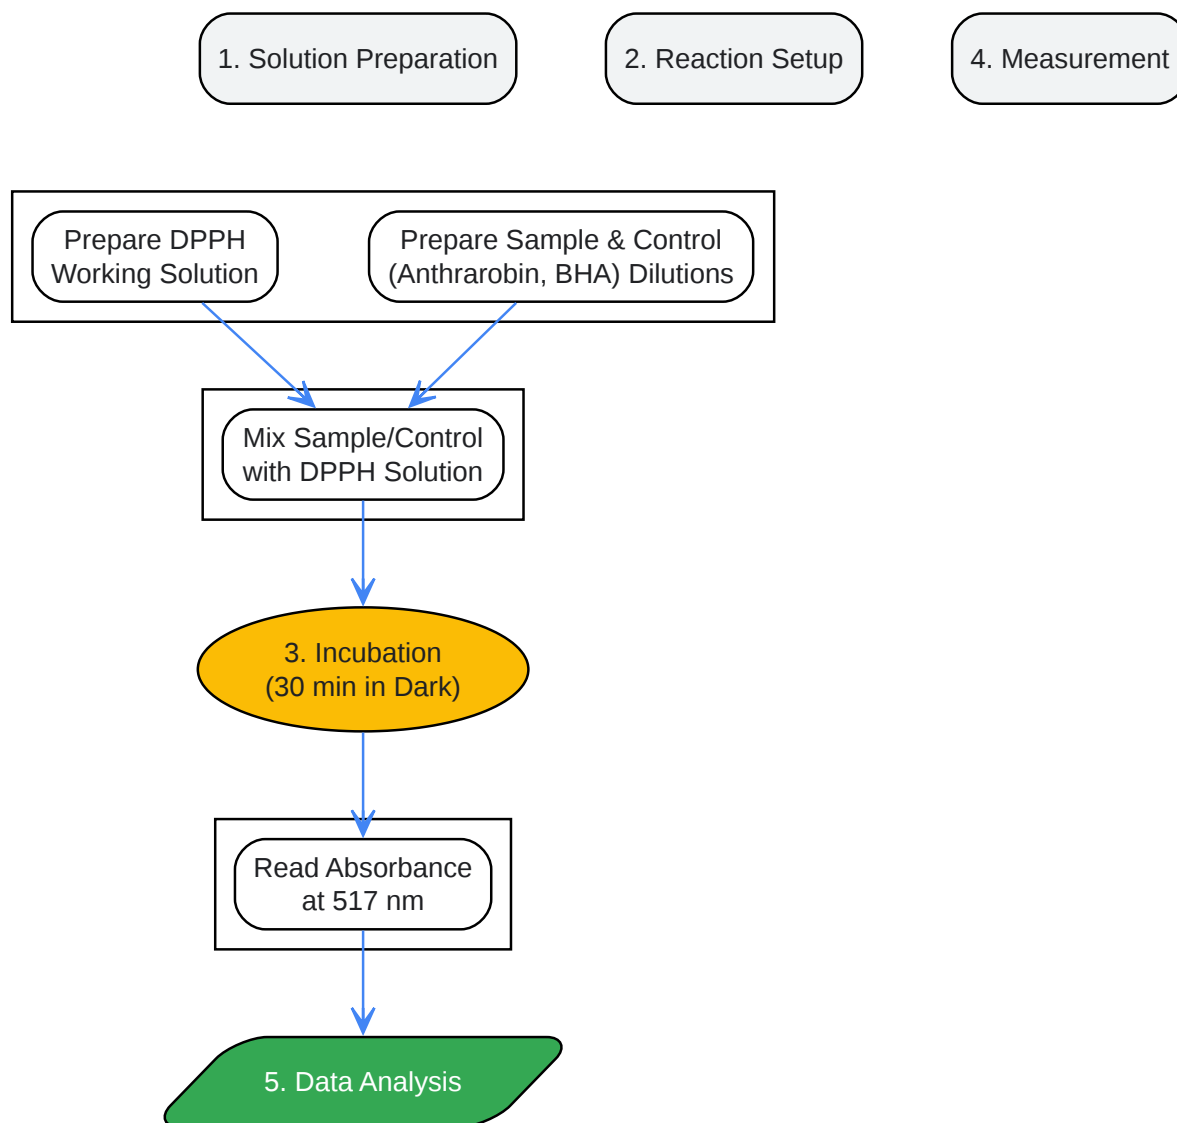 1. Solution Preparation
2. Reaction Setup
4. Measurement
Prepare DPPH
Working Solution
Prepare Sample & Control
(Anthrarobin, BHA) Dilutions
Mix Sample/Control
with DPPH Solution
3. Incubation
(30 min in Dark)
Read Absorbance
at 517 nm
5. Data Analysis